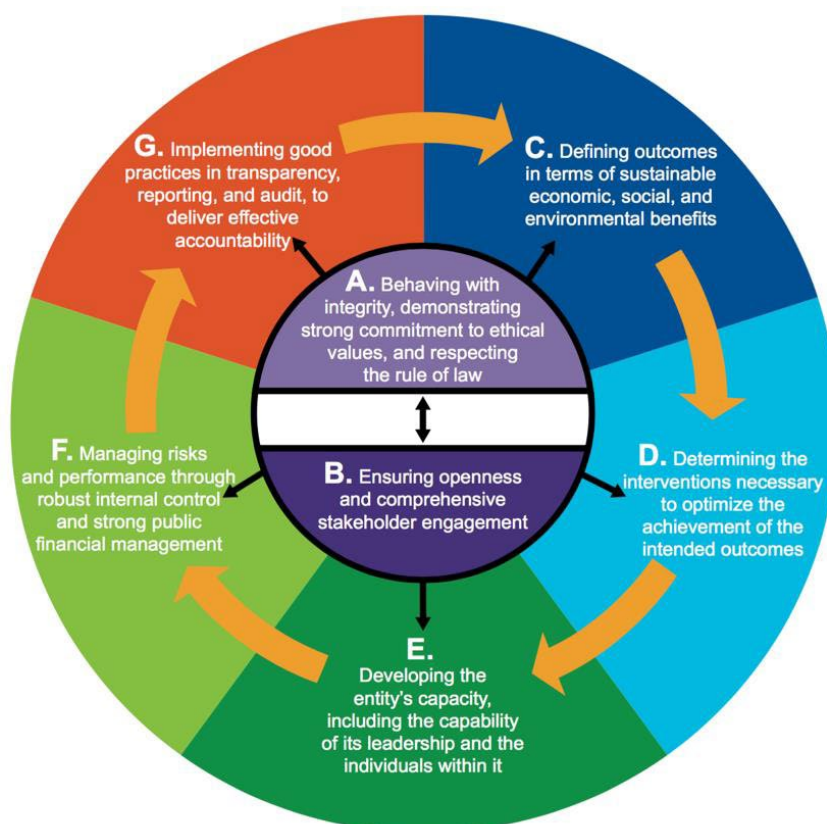 A. Behaving with
integrity, demonstrating
strong commitment to ethical
values, and respecting
the rule of law
B. Ensuring openness
and comprehensive
stakeholder engagement
C. Defining outcomes
in terms of sustainable
economic, social, and
environmental benefits
D. Determining the
interventions necessary
to optimize the
achievement of the
intended outcomes
E.
Developing the
entity's capacity,
including the capability
of its leadership and the
individuals within it
F. Managing risks
and performance through
robust internal control
and strong public
financial management
G. Implementing good
practices in transparency,
reporting, and audit, to
deliver effective
accountability